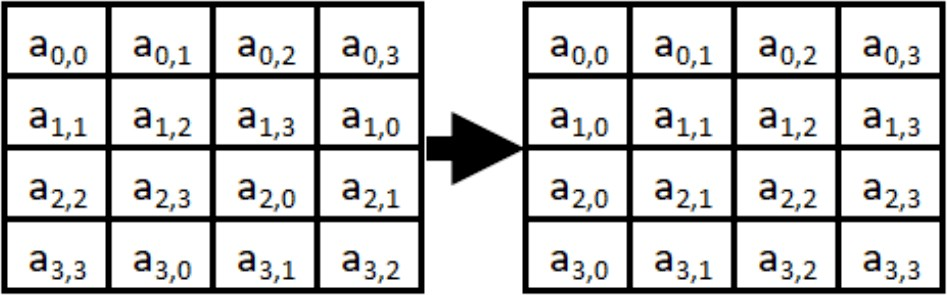 a0,0 a0,1 a0,2 a0,3 a0,0 a0,1 a0,2 a0,3
a1,1 a1,2 a1,3 a1,0 a1,0 a1,1 a1,2 a1,3
a2,2 a2,3 a2,0 a2,1 a2,0 a2,1 a2,2 a2,3
a3,3 a3,0 a3,1 a3,2 a3,0 a3,1 a3,2 a3,3